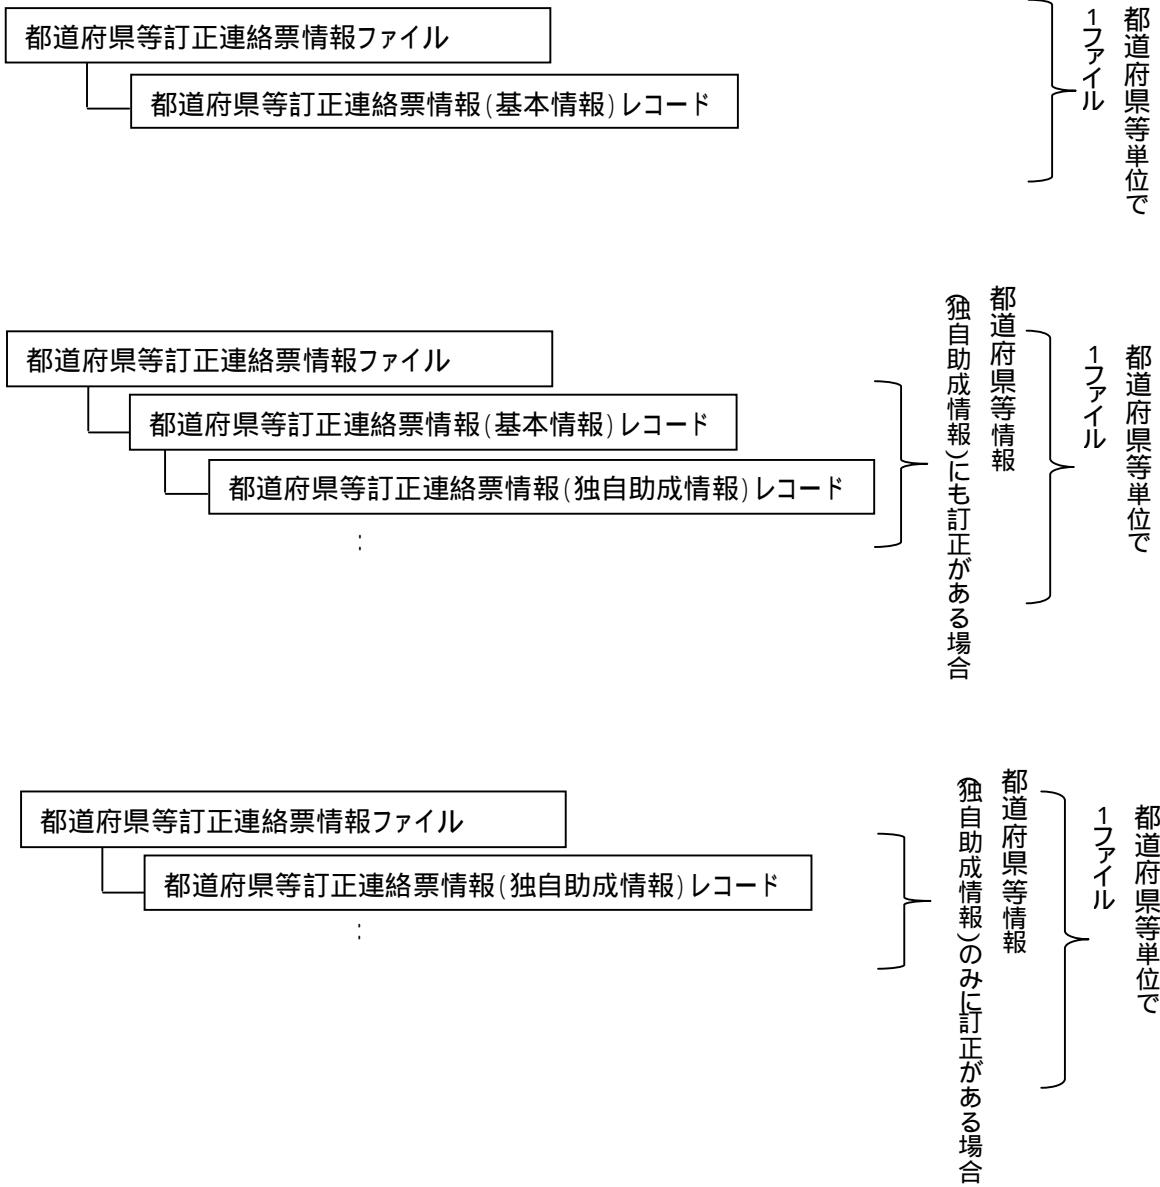 都道府県等訂正連絡票情報ファイル
都道府県等訂正連絡票情報(基本情報)レコード
都道府県等単位で
1ファイル
都道府県等訂正連絡票情報ファイル
都道府県等訂正連絡票情報(基本情報)レコード
都道府県等訂正連絡票情報(独自助成情報)レコード
:
都道府県等情報
(独自助成情報)にも訂正がある場合
都道府県等単位で
1ファイル
都道府県等訂正連絡票情報ファイル
都道府県等訂正連絡票情報(独自助成情報)レコード
:
都道府県等情報
(独自助成情報)のみに訂正がある場合
都道府県等単位で
1ファイル